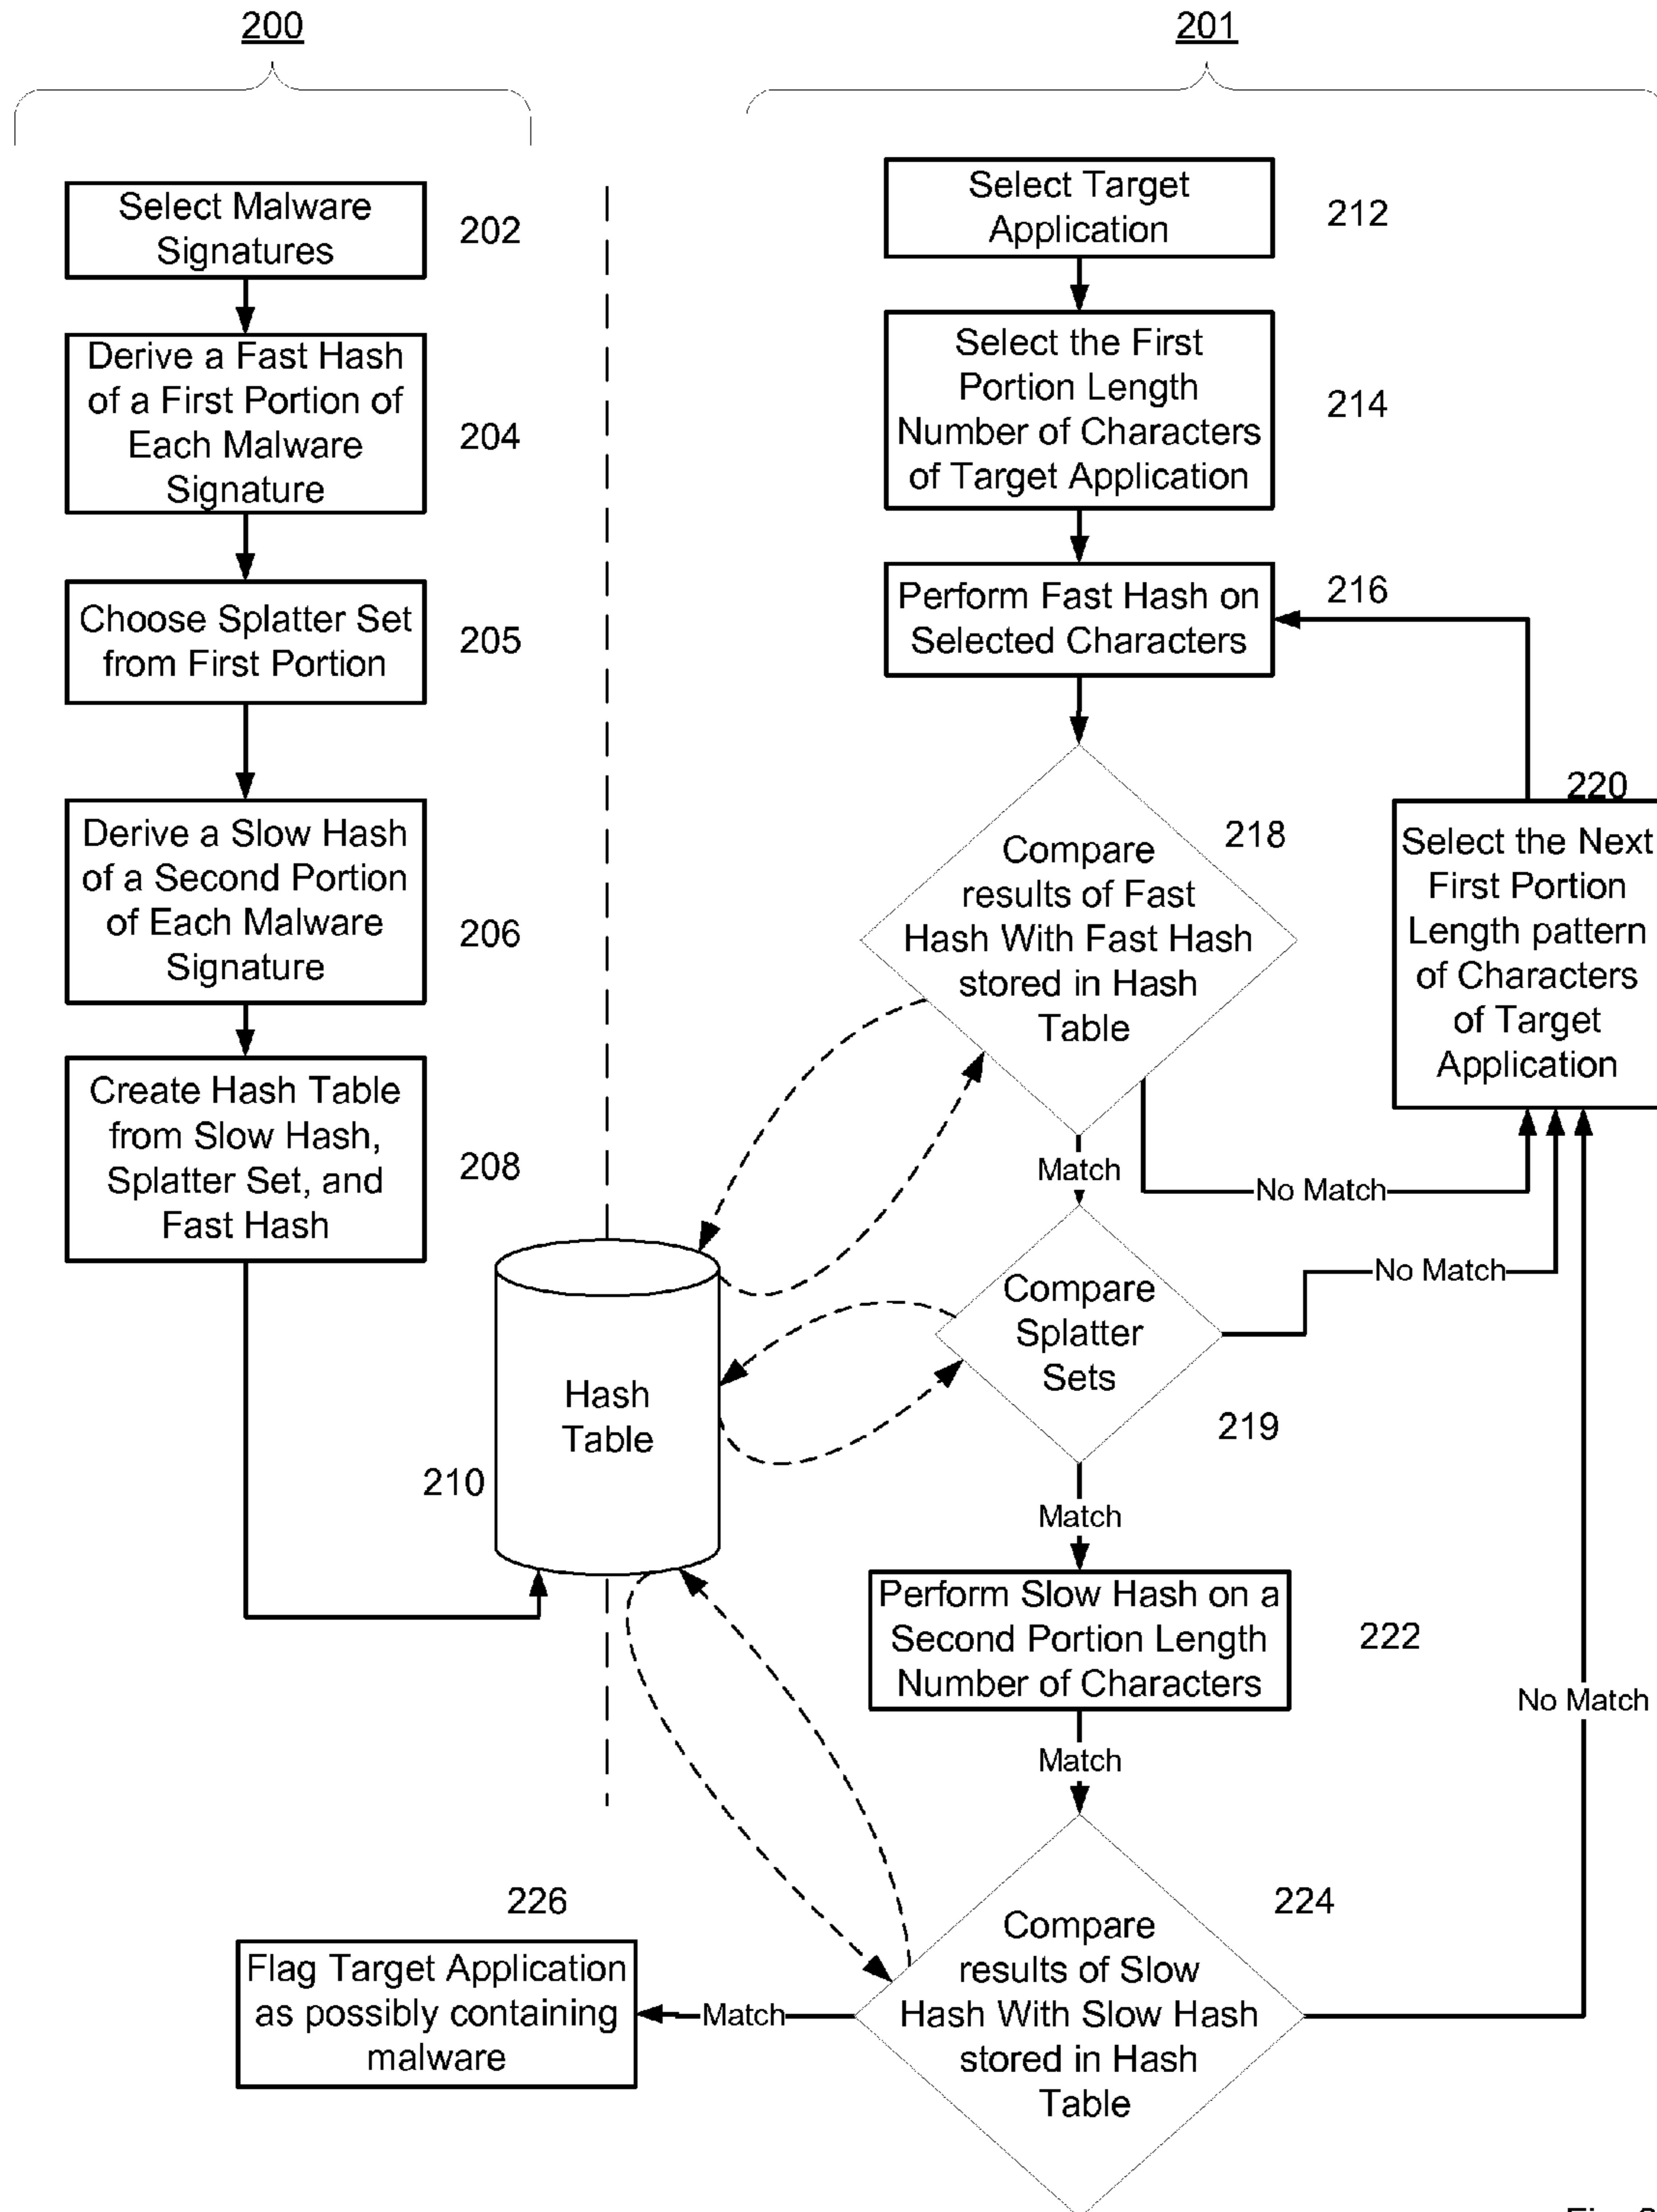 200
201
Select Malware
Signatures
202
Derive a Fast Hash
of a First Portion of
Each Malware
Signature
204
Choose Splatter Set
from First Portion
205
Derive a Slow Hash
of a Second Portion
of Each Malware
Signature
206
Create Hash Table
from Slow Hash,
Splatter Set, and
Fast Hash
208
Hash
Table
210
Select Target
Application
212
Select the First
Portion Length
Number of Characters
of Target Application
214
Perform Fast Hash on
Selected Characters
216
Compare
results of Fast
Hash With Fast Hash
stored in Hash
Table
218
220
Select the Next
First Portion
Length pattern
of Characters
of Target
Application
Match
No Match
Compare
Splatter
Sets
219
No Match
Match
Perform Slow Hash on a
Second Portion Length
Number of Characters
222
Match
No Match
Compare
results of Slow
Hash With Slow Hash
stored in Hash
Table
224
Match
226
Flag Target Application
as possibly containing
malware